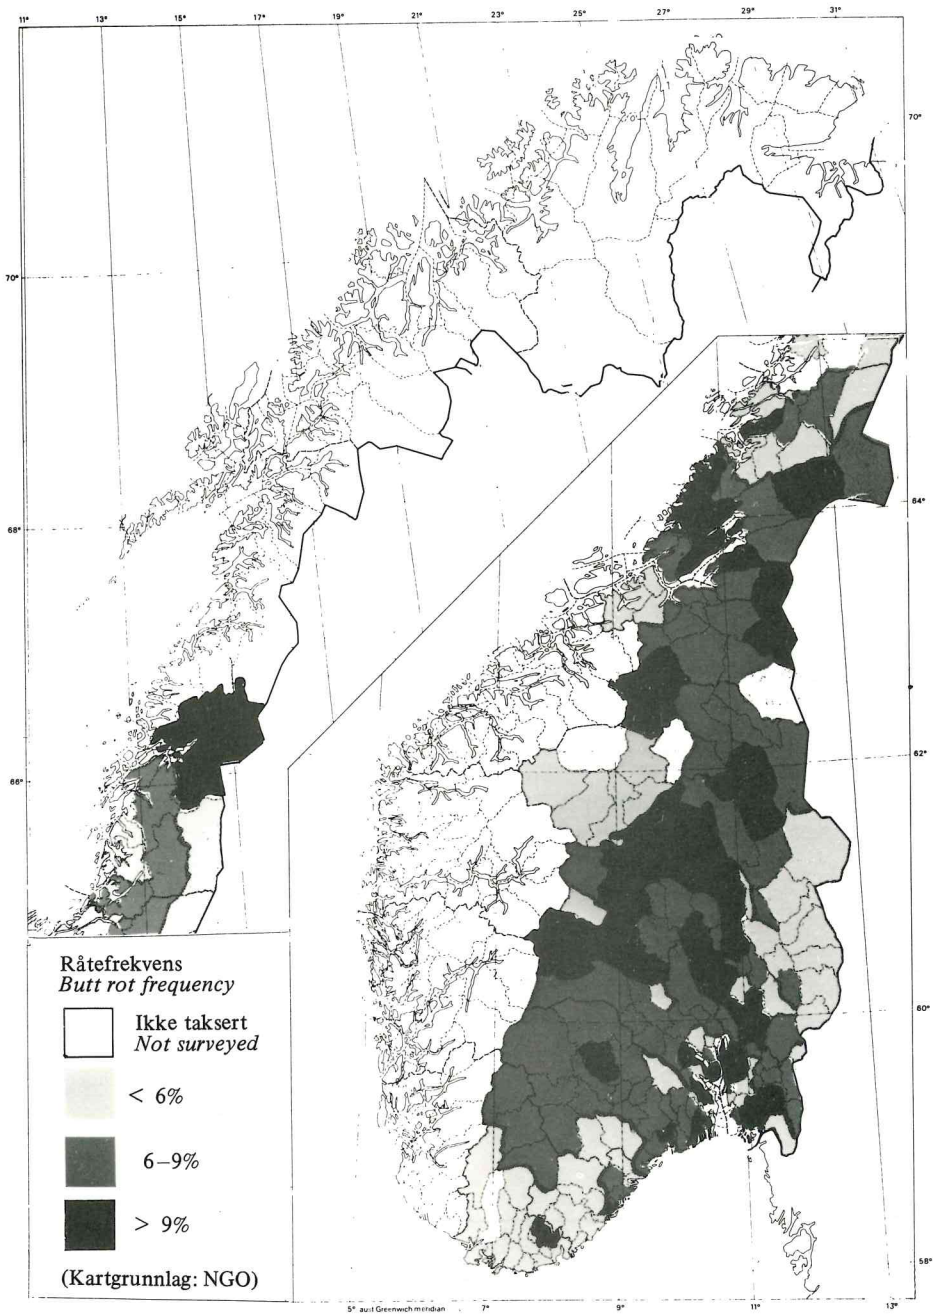 11° 13° 15° 17° 19° 21° 23° 25° 27° 29° 31°
70°
70°
68°
64°
62°
66°
60°
58°
Råtefrekvens
Butt rot frequency
Ikke taksert
Not surveyed
< 6%
6–9%
> 9%
(Kartgrunnlag: NGO)
5° aust Greenwich meridian 7° 9° 11° 13°